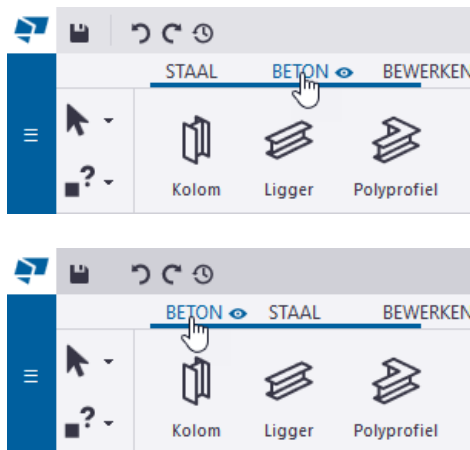 STAAL BETON BEWERKEN
?
Kolom Ligger Polyprofiel
BETON STAAL BEWERKEN
?
Kolom Ligger Polyprofiel